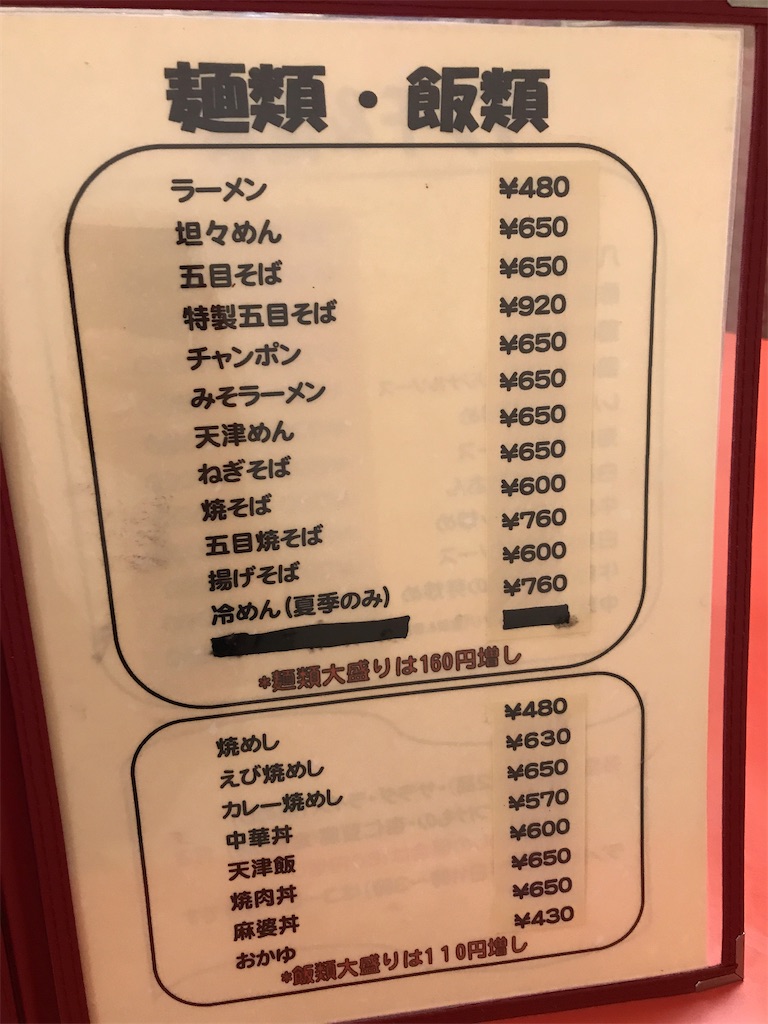 麺類・飯類
ラーメン ¥480
坦々めん ¥650
五目そば ¥650
特製五目そば ¥920
チャンポン ¥650
みそラーメン ¥650
天津めん ¥650
ねぎそば ¥650
焼そば ¥600
五目焼そば ¥760
揚げそば ¥600
冷めん(夏季のみ) ¥760
*麺類大盛りは160円増し
焼めし ¥480
えび焼めし ¥630
カレー焼めし ¥650
中華丼 ¥570
天津飯 ¥600
焼肉丼 ¥650
麻婆丼 ¥650
おかゆ ¥430
*飯類大盛りは110円増し